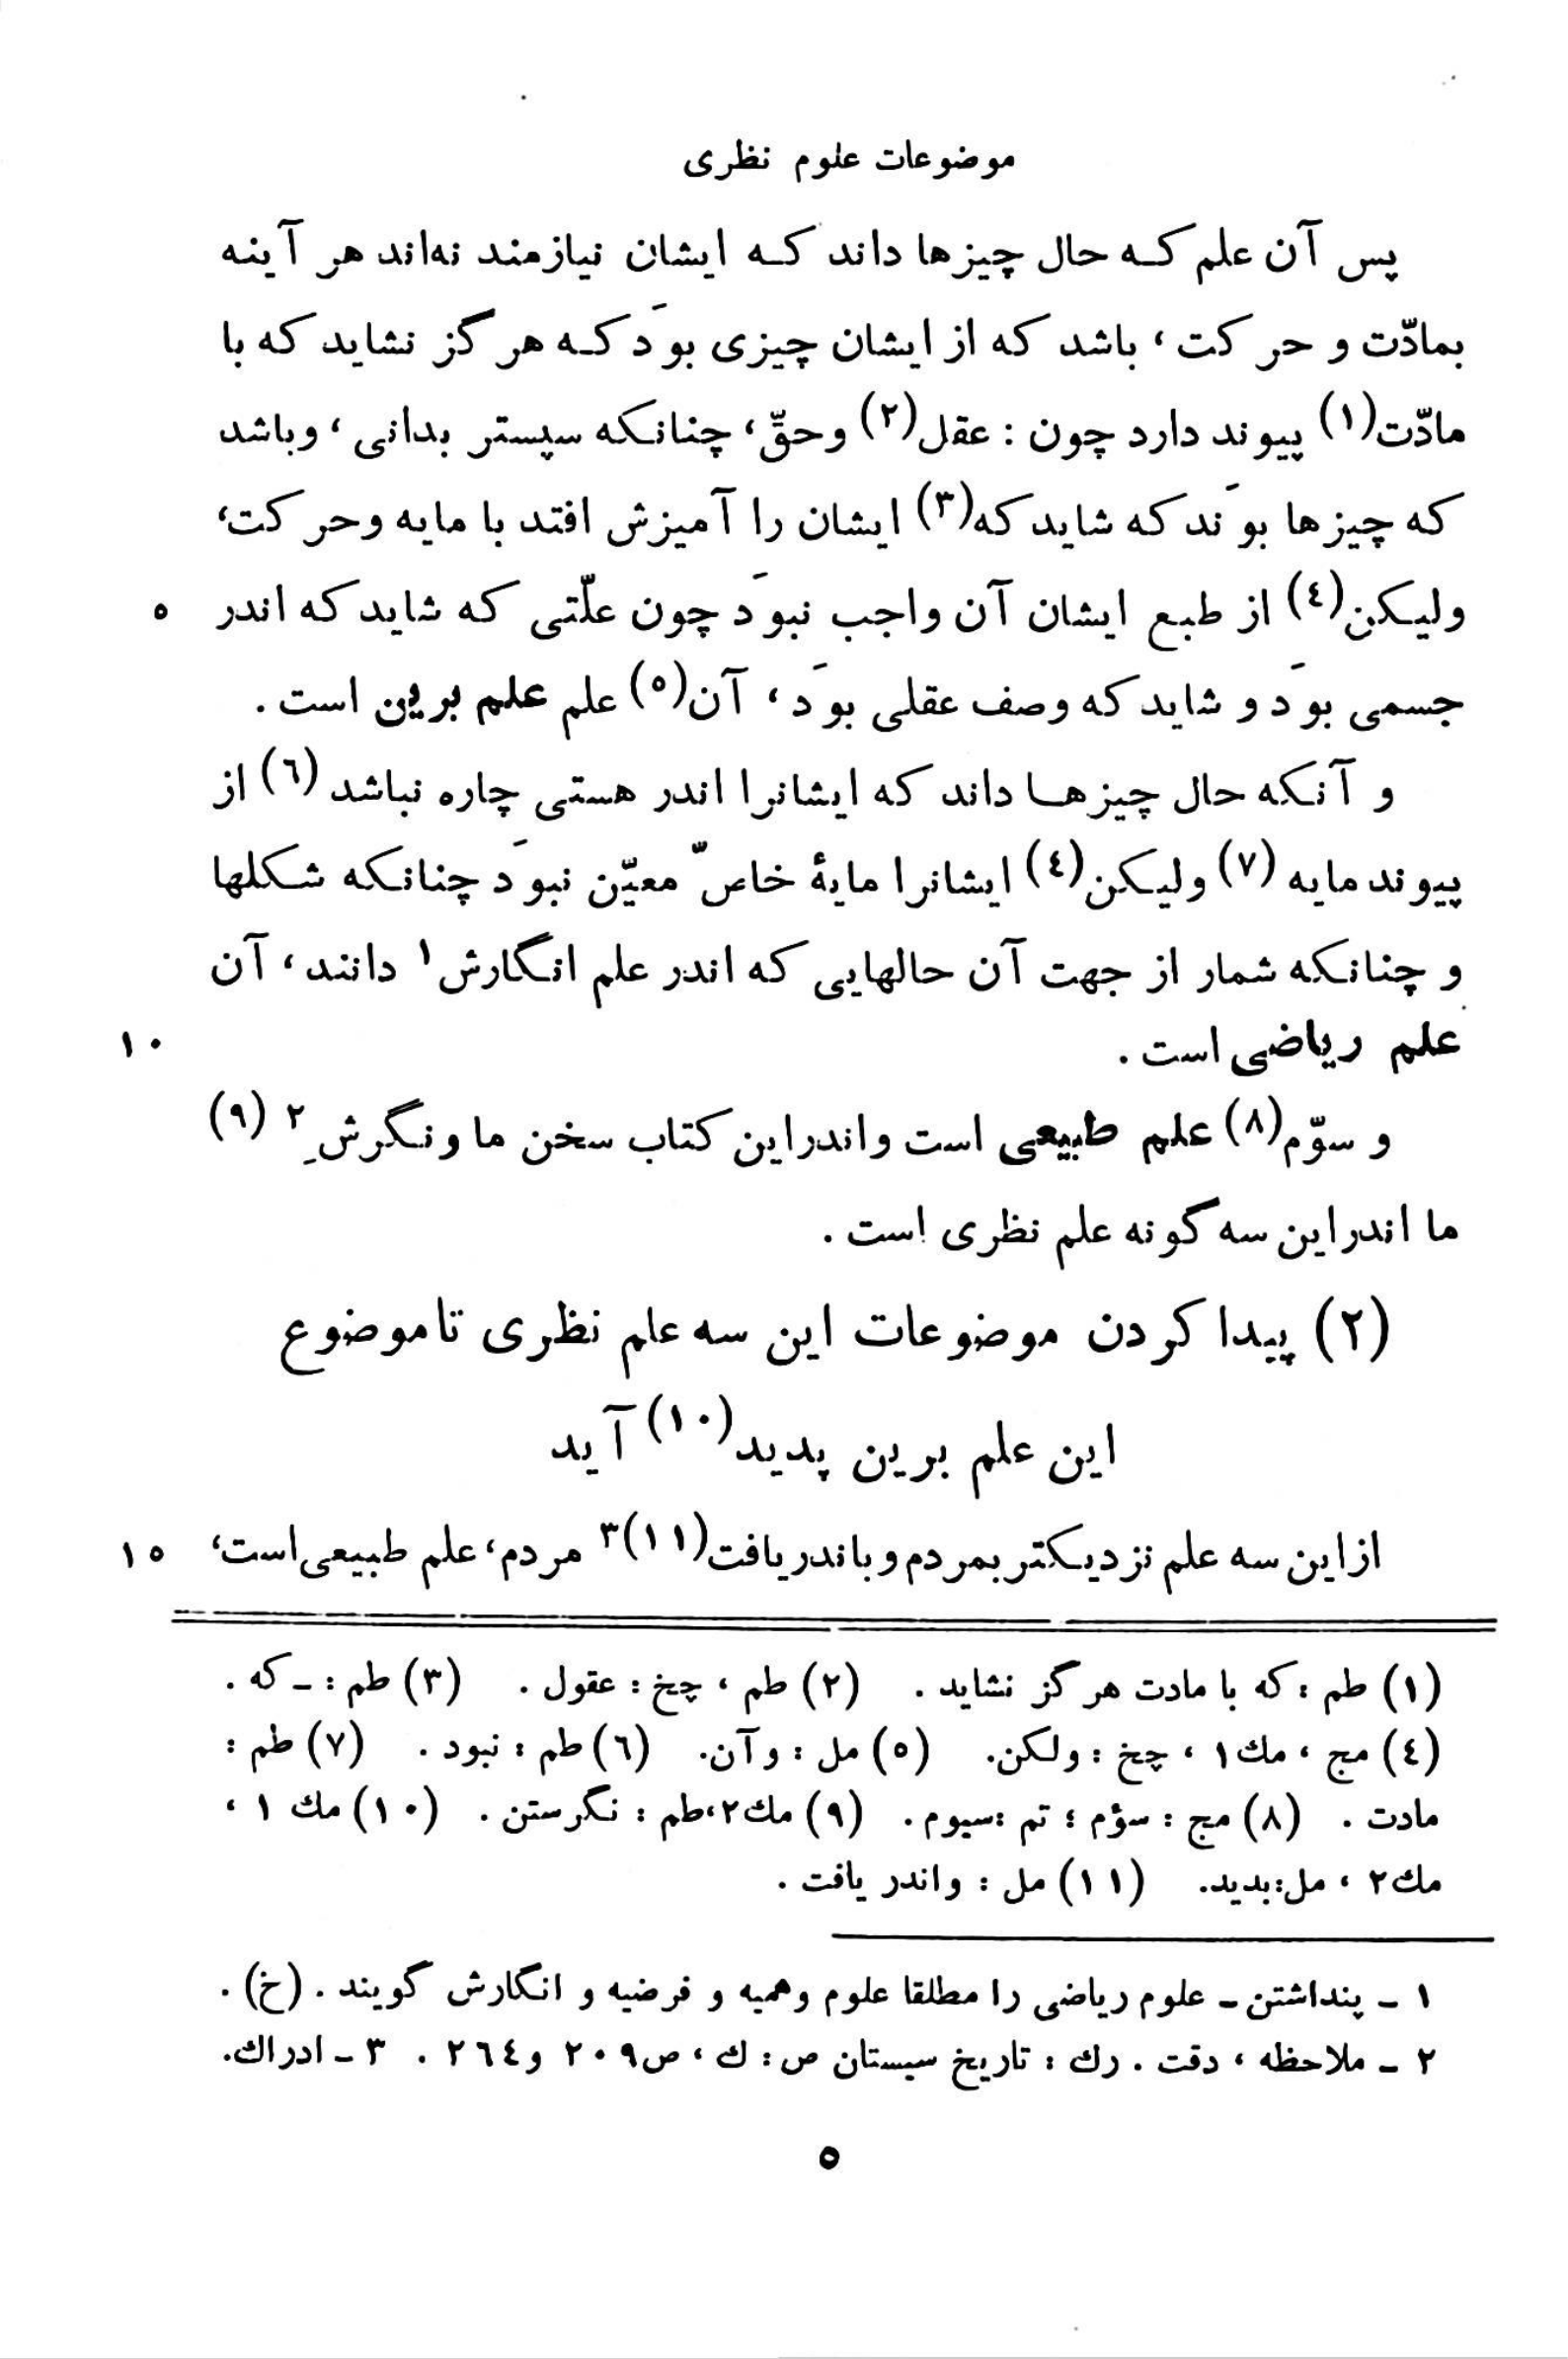 موضوعات علوم نظری
پس آن علم که حال چیزها داند که ایشان نیازمند نه‌اند هر آینه
بمادّت و حرکت، باشد که از ایشان چیزی بوَد که هرگز نشاید که با
مادّت(۱) پیوند دارد چون : عقل(۲) وحقّ، چنانکه سپستر بدانی، وباشد
که چیزها بوَند که شاید که(۳) ایشان را آمیزش افتد با مایه وحرکت،
ولیکن(٤) از طبع ایشان آن واجب نبوَد چون علّتی که شاید که اندر ٥
جسمی بوَد و شاید که وصف عقلی بوَد، آن(٥) علم علم برین است .
و آنکه حال چیزها داند که ایشانرا اندر هستی چاره نباشد (٦) از
پیوند مایه (۷) ولیکن(٤) ایشانرا مایهٔ خاصّ معیّن نبوَد چنانکه شکلها
و چنانکه شمار از جهت آن حالهایی که اندر علم انگارش۱ دانند، آن
علم ریاضی است . ۱۰
و سوّم(۸) علم طبیعی است واندراین کتاب سخن ما ونگرشِ ۲ (۹)
ما اندراین سه گونه علم نظری است .
(۲) پیدا کردن موضوعات این سه علم نظری تا موضوع
این علم برین پدید(۱۰) آید
ازاین سه علم نزدیکتر بمردم و باندریافت(۱۱)۳ مردم، علم طبیعی است، ۱٥
(۱) طم : که با مادت هرگز نشاید . (۲) طم، چخ : عقول . (۳) طم : ـ که .
(٤) مج، مك۱، چخ : ولکن. (٥) مل : وآن. (٦) طم : نبود . (۷) طم :
مادت . (۸) مج : سؤم ؛ تم :سیوم. (۹) مك۲،طم : نگرستن . (۱۰) مك ۱،
مك۲، مل:بدید. (۱۱) مل : واندر یافت .
۱ ـ پنداشتن ـ علوم ریاضی را مطلقا علوم وهمیه و فرضیه و انگارش گویند . (خ) .
۲ ـ ملاحظه، دقت . رك : تاریخ سیستان ص : ك، ص۲۰۹ و۲٦٤ . ۳ ـ ادراك.
٥